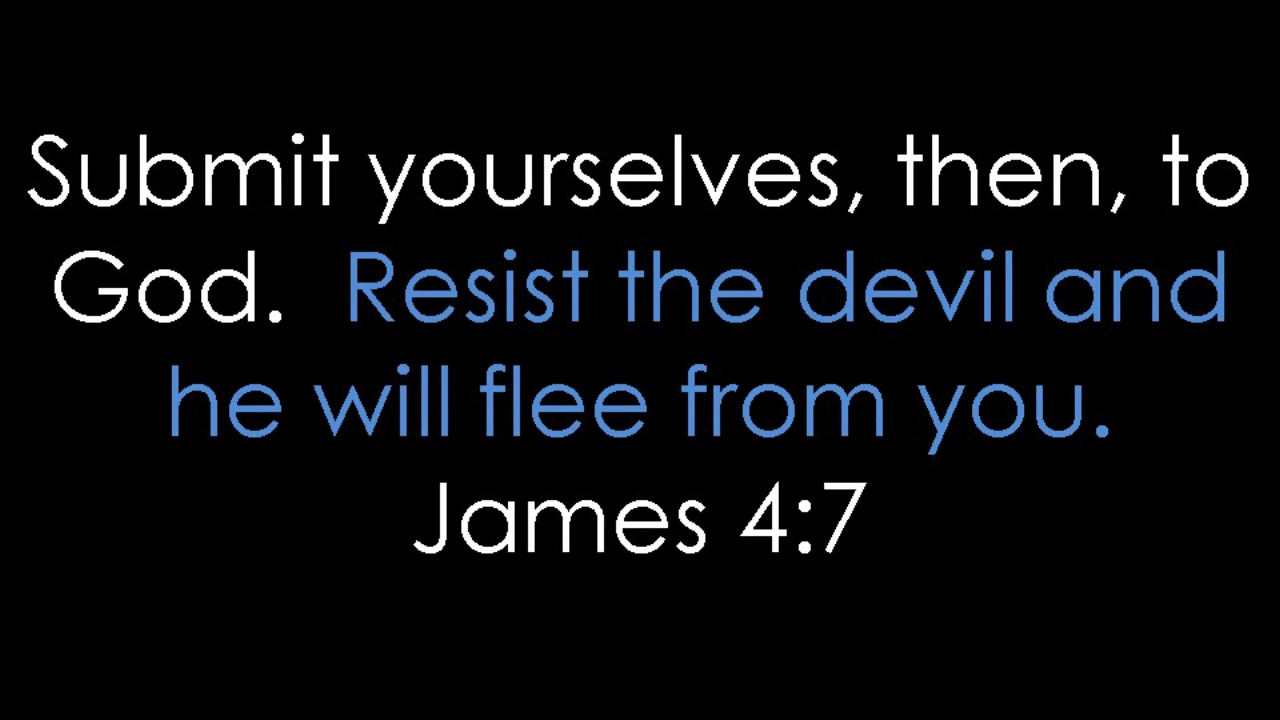 Submit yourselves, then, to
God.  Resist the devil and
he will flee from you.
James 4:7